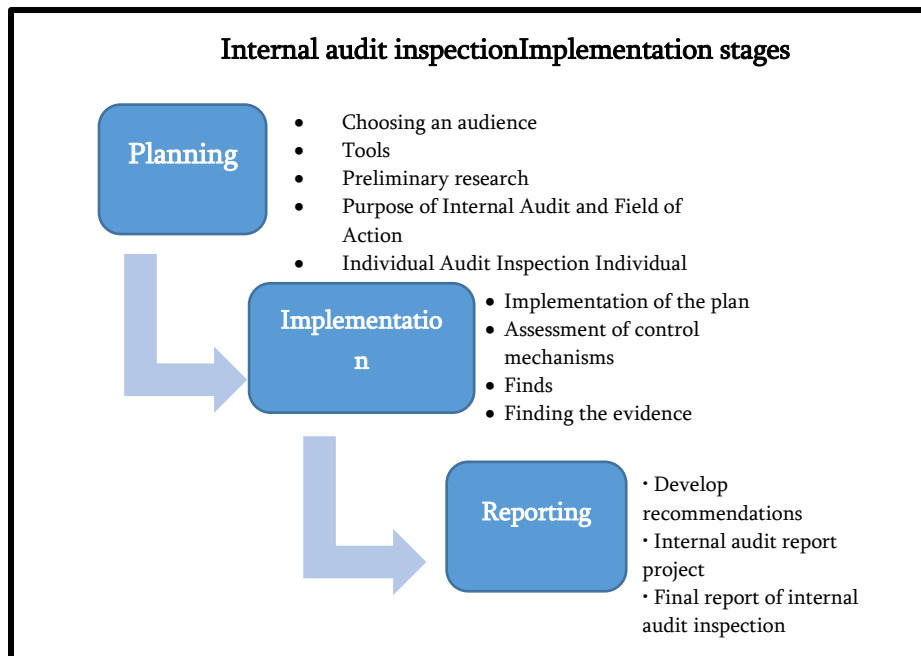 Internal audit inspectionImplementation stages
Planning
• Choosing an audience
• Tools
• Preliminary research
• Purpose of Internal Audit and Field of
Action
• Individual Audit Inspection Individual
Implementatio
n
• Implementation of the plan
• Assessment of control
mechanisms
• Finds
• Finding the evidence
Reporting
• Develop
recommendations
• Internal audit report
project
• Final report of internal
audit inspection